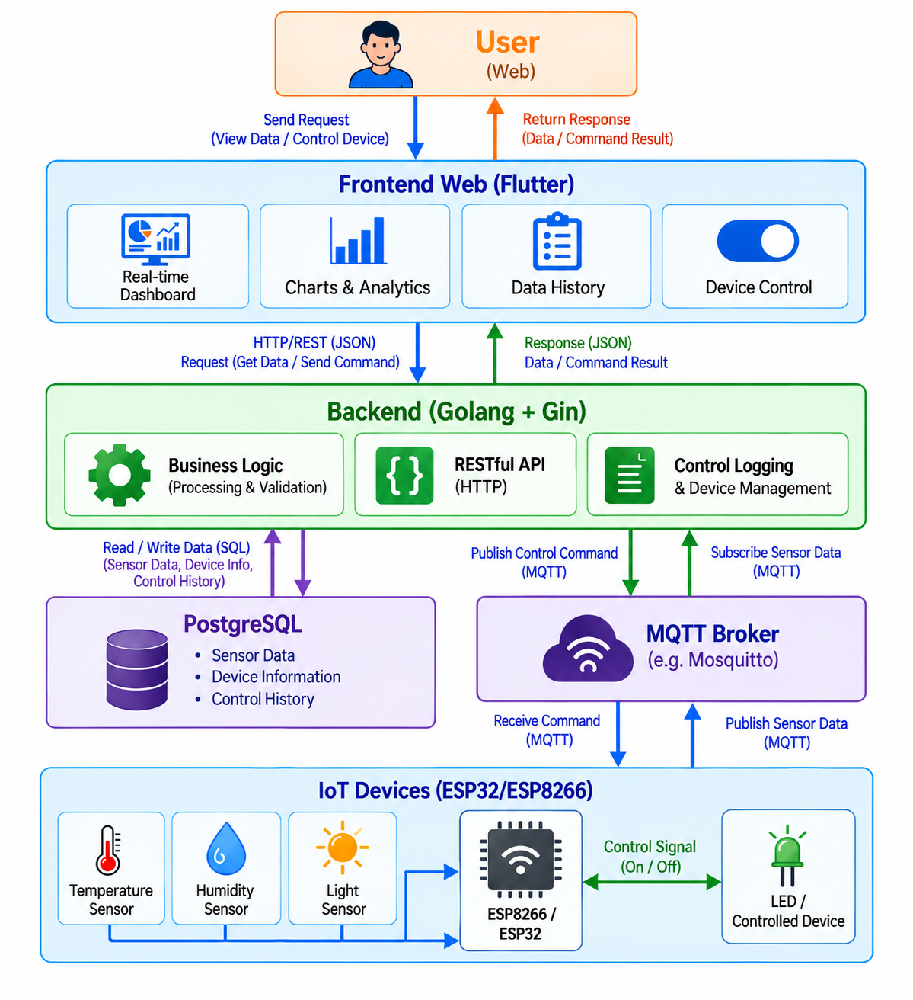 User
(Web)
Send Request
(View Data / Control Device)
Return Response
(Data / Command Result)
Frontend Web (Flutter)
Real-time
Dashboard
Charts & Analytics
Data History
Device Control
HTTP/REST (JSON)
Request (Get Data / Send Command)
Response (JSON)
Data / Command Result
Backend (Golang + Gin)
Business Logic
(Processing & Validation)
{}
RESTful API
(HTTP)
Control Logging
& Device Management
Read / Write Data (SQL)
(Sensor Data, Device Info,
Control History)
Publish Control Command
(MQTT)
Subscribe Sensor Data
(MQTT)
PostgreSQL
• Sensor Data
• Device Information
• Control History
MQTT Broker
(e.g. Mosquitto)
Receive Command
(MQTT)
Publish Sensor Data
(MQTT)
IoT Devices (ESP32/ESP8266)
Temperature
Sensor
Humidity
Sensor
Light
Sensor
ESP8266 /
ESP32
Control Signal
(On / Off)
LED /
Controlled Device